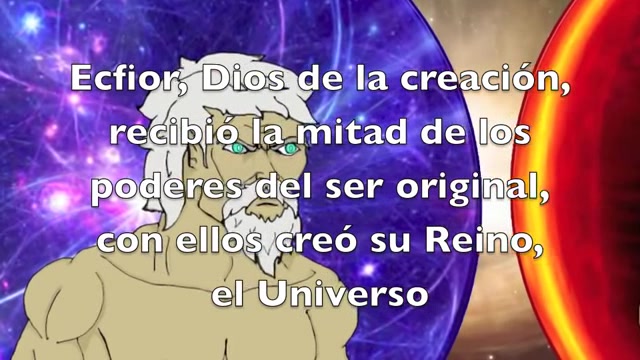 Ecfior, Dios de la creación,
recibió la mitad de los
poderes del ser original,
con ellos creó su Reino,
el Universo